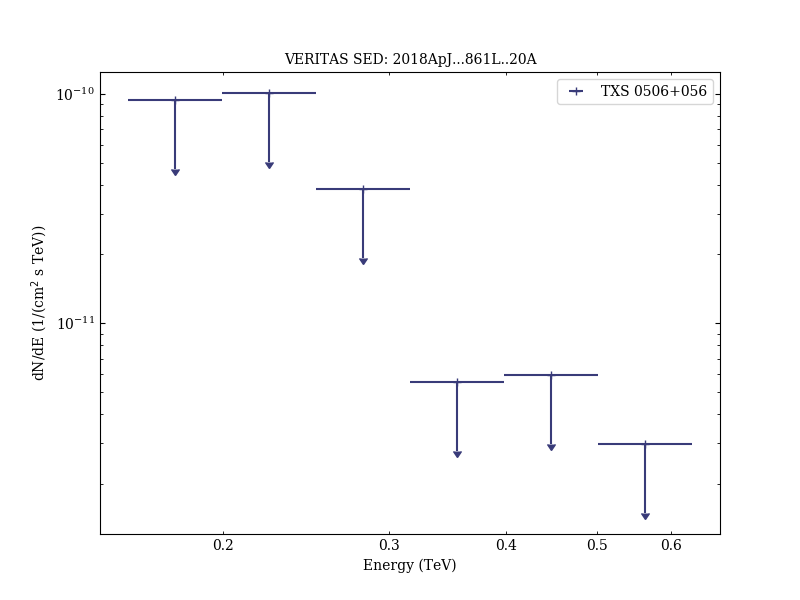 VERITAS SED: 2018ApJ...861L..20A
TXS 0506+056
10⁻¹⁰
10⁻¹¹
dN/dE (1/(cm² s TeV))
0.2 0.3 0.4 0.5 0.6
Energy (TeV)